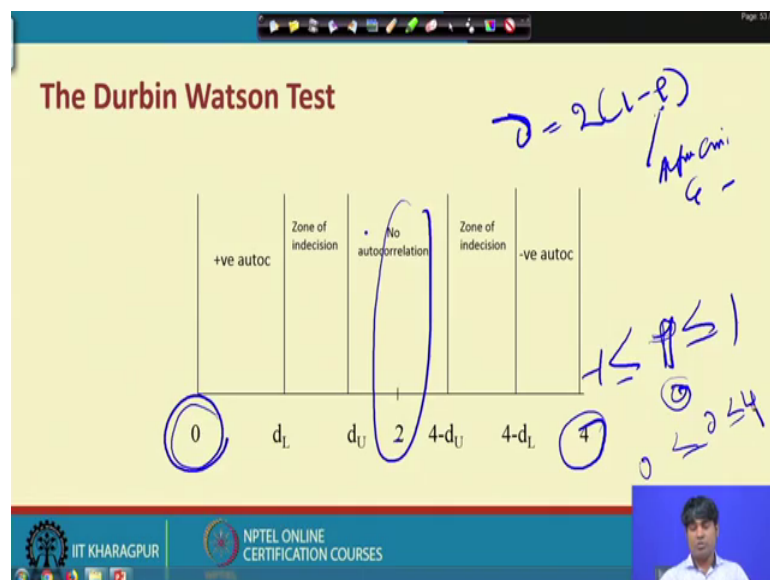 Page: 53
The Durbin Watson Test
D = 2(1-ρ)
+ve autoc
Zone of
indecision
No
autocorrelation
Zone of
indecision
-ve autoc
-1 ≤ ρ ≤ 1
0
0 ≤ D ≤ 4
0
dL
dU
2
4-dU
4-dL
4
IIT KHARAGPUR
NPTEL ONLINE
CERTIFICATION COURSES